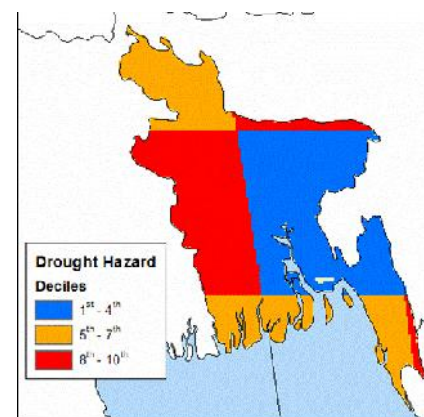 Drought Hazard
Deciles
1st - 4th
5th - 7th
8th - 10th